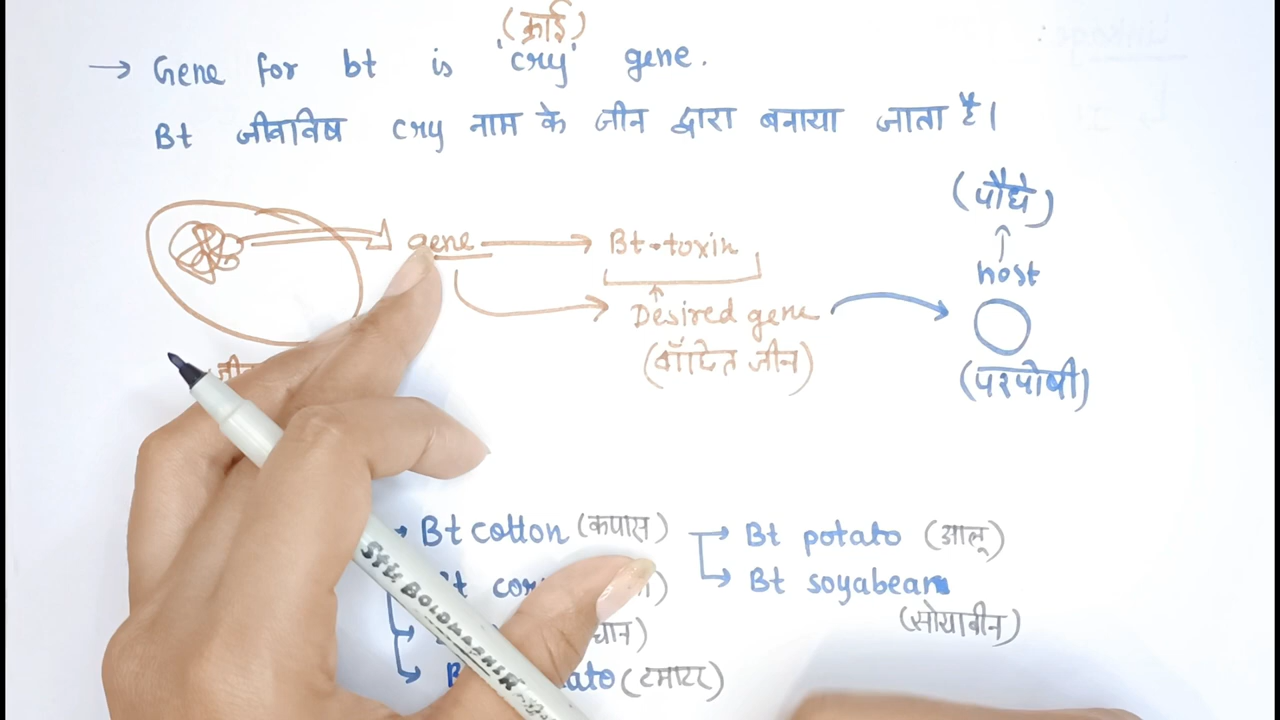 (क्राई)
→ Gene for bt is 'cry' gene.
Bt जीवविष cry नाम के जीन द्वारा बनाया जाता है।
(पौधे)
gene → Bt-toxin
host
Desired gene
(वाँछित जीन)
(परपोषी)
Bt cotton (कपास) → Bt potato (आलू)
→ Bt soyabean
(सोयाबीन)
(टमाटर)